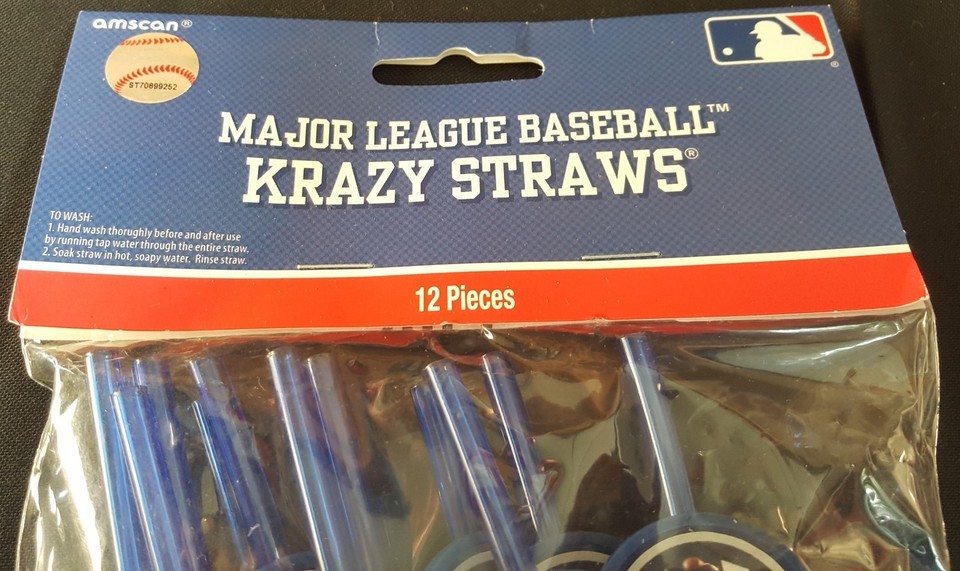 amscan®
ST70899252
®
MAJOR LEAGUE BASEBALL™
KRAZY STRAWS®
TO WASH:
1. Hand wash thorughly before and after use
by running tap water through the entire straw.
2. Soak straw in hot, soapy water. Rinse straw.
12 Pieces